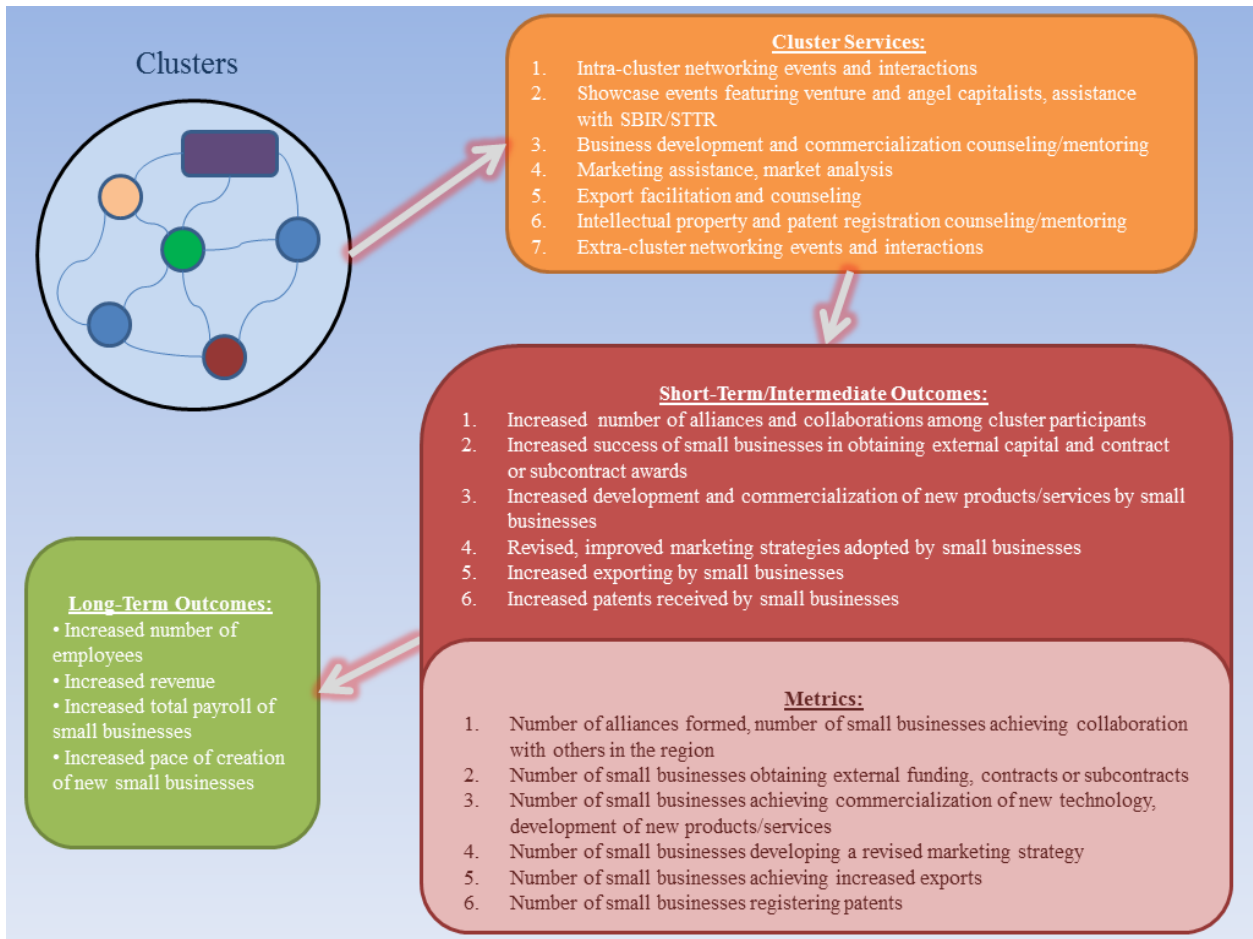 Clusters
Cluster Services:
1. Intra-cluster networking events and interactions
2. Showcase events featuring venture and angel capitalists, assistance
with SBIR/STTR
3. Business development and commercialization counseling/mentoring
4. Marketing assistance, market analysis
5. Export facilitation and counseling
6. Intellectual property and patent registration counseling/mentoring
7. Extra-cluster networking events and interactions
Short-Term/Intermediate Outcomes:
1. Increased number of alliances and collaborations among cluster participants
2. Increased success of small businesses in obtaining external capital and contract
or subcontract awards
3. Increased development and commercialization of new products/services by small
businesses
4. Revised, improved marketing strategies adopted by small businesses
5. Increased exporting by small businesses
6. Increased patents received by small businesses
Metrics:
1. Number of alliances formed, number of small businesses achieving collaboration
with others in the region
2. Number of small businesses obtaining external funding, contracts or subcontracts
3. Number of small businesses achieving commercialization of new technology,
development of new products/services
4. Number of small businesses developing a revised marketing strategy
5. Number of small businesses achieving increased exports
6. Number of small businesses registering patents
Long-Term Outcomes:
• Increased number of
employees
• Increased revenue
• Increased total payroll of
small businesses
• Increased pace of creation
of new small businesses